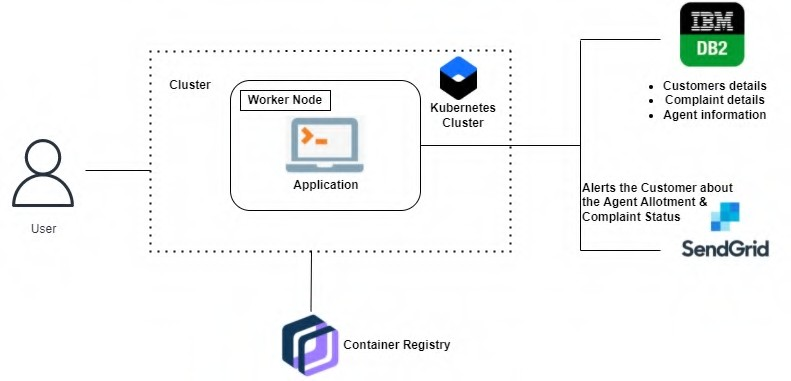 IBM
DB2
Customers details
Complaint details
Agent information
Cluster
Worker Node
Kubernetes
Cluster
Application
User
Alerts the Customer about
the Agent Allotment &
Complaint Status
SendGrid
Container Registry